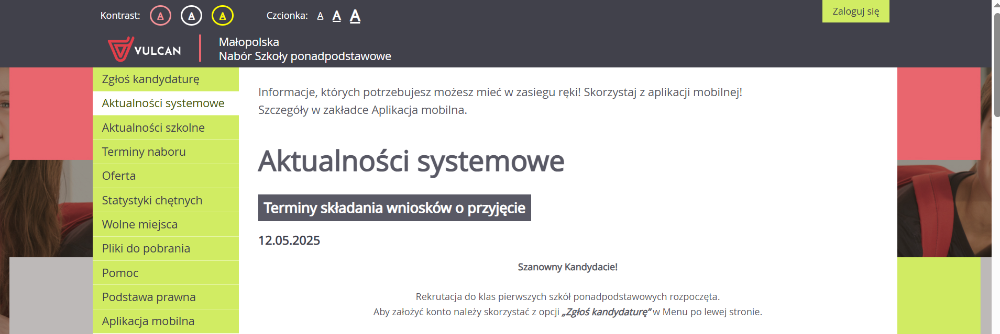 Kontrast: A A A Czcionka: A A A Zaloguj się
VULCAN
Małopolska
Nabór Szkoły ponadpodstawowe
Zgłoś kandydaturę
Aktualności systemowe
Aktualności szkolne
Terminy naboru
Oferta
Statystyki chętnych
Wolne miejsca
Pliki do pobrania
Pomoc
Podstawa prawna
Aplikacja mobilna
Informacje, których potrzebujesz możesz mieć w zasiegu ręki! Skorzystaj z aplikacji mobilnej!
Szczegóły w zakładce Aplikacja mobilna.
Aktualności systemowe
Terminy składania wniosków o przyjęcie
12.05.2025
Szanowny Kandydacie!
Rekrutacja do klas pierwszych szkół ponadpodstawowych rozpoczęta.
Aby założyć konto należy skorzystać z opcji „Zgłoś kandydaturę” w Menu po lewej stronie.